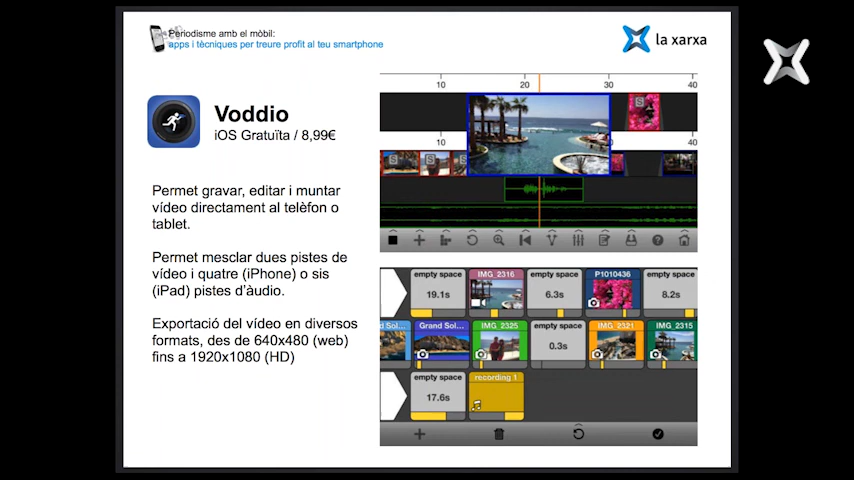 Periodisme amb el mòbil:
apps i tècniques per treure profit al teu smartphone
la xarxa
Voddio
iOS Gratuïta / 8,99€
Permet gravar, editar i muntar
vídeo directament al telèfon o
tablet.
Permet mesclar dues pistes de
vídeo i quatre (iPhone) o sis
(iPad) pistes d'àudio.
Exportació del vídeo en diversos
formats, des de 640x480 (web)
fins a 1920x1080 (HD)
10 20 30 40
S
10 40
S S
empty space IMG_2316 empty space P1010436 empty space
19.1s 6.3s 8.2s
d Sol... Grand Sol... IMG_2325 empty space IMG_2321 IMG_2315
0.3s
empty space recording 1
17.6s